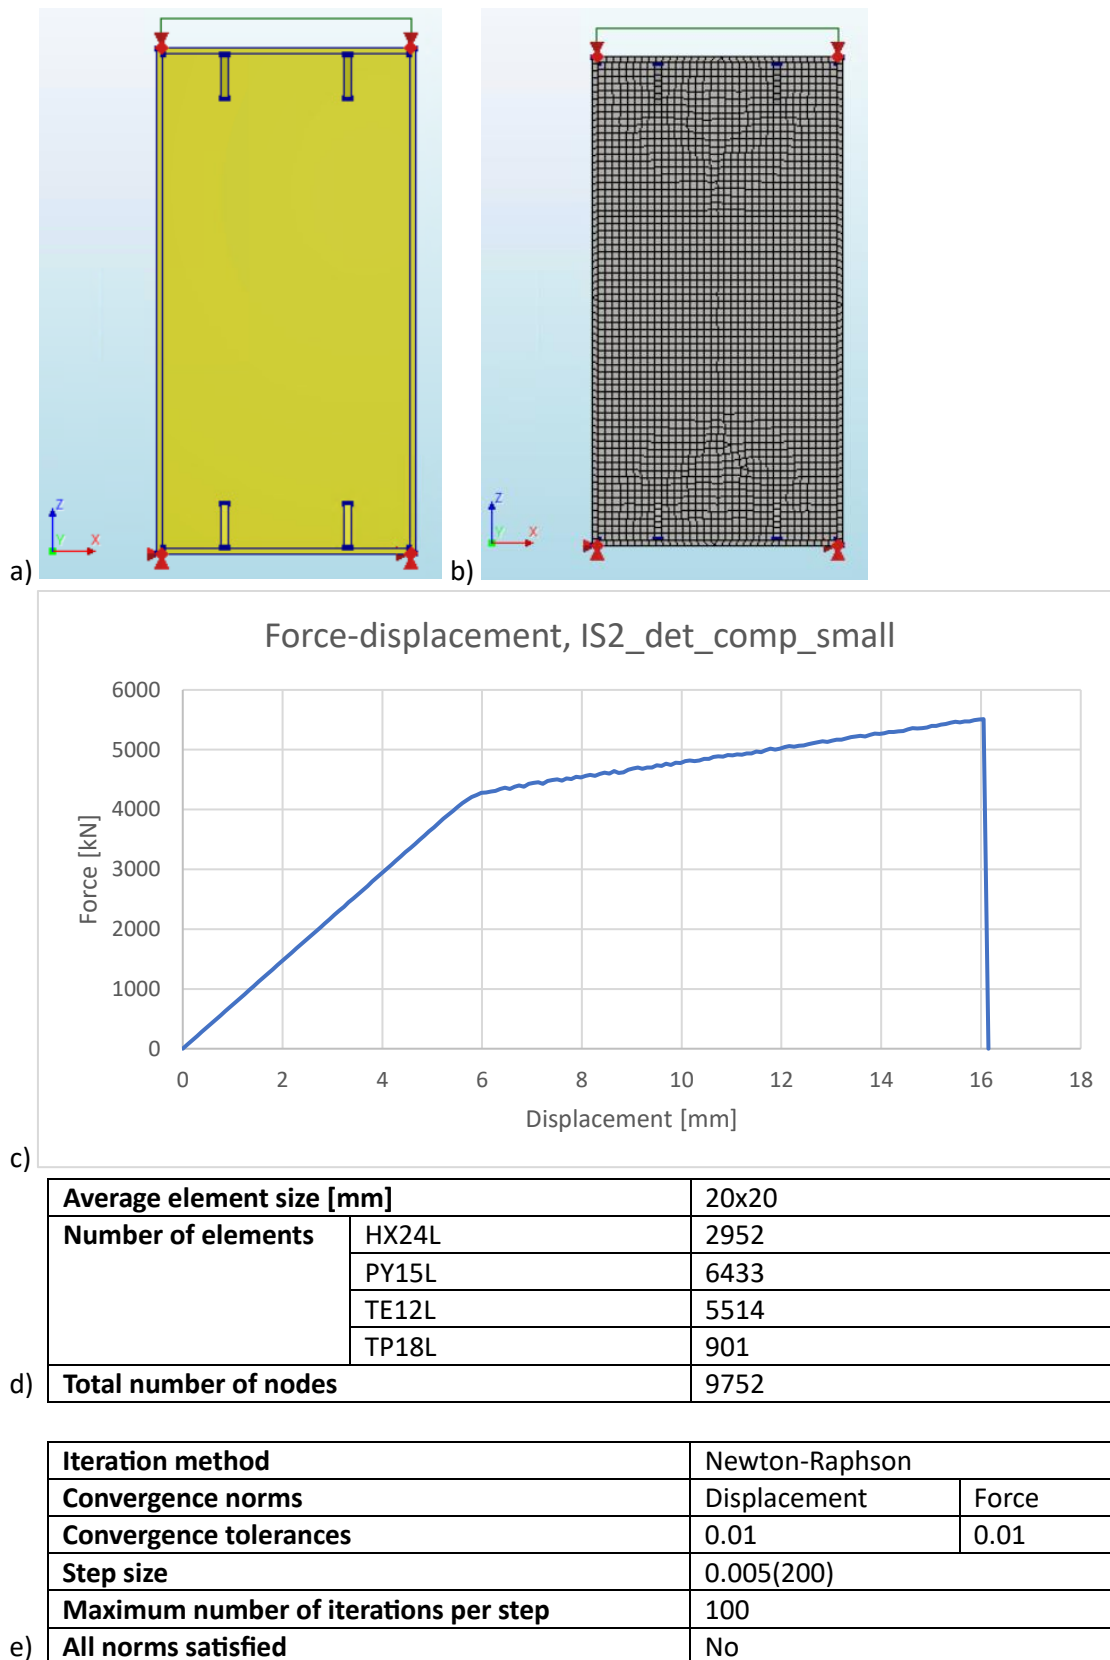 Z
Y
X
a)
Z
Y
X
b)
Force-displacement, IS2_det_comp_small
6000
5000
4000
3000
2000
1000
0
Force [kN]
0 2 4 6 8 10 12 14 16 18
Displacement [mm]
c)
Average element size [mm] 20x20
Number of elements HX24L 2952
PY15L 6433
TE12L 5514
TP18L 901
d) Total number of nodes 9752
Iteration method Newton-Raphson
Convergence norms Displacement Force
Convergence tolerances 0.01 0.01
Step size 0.005(200)
Maximum number of iterations per step 100
e) All norms satisfied No